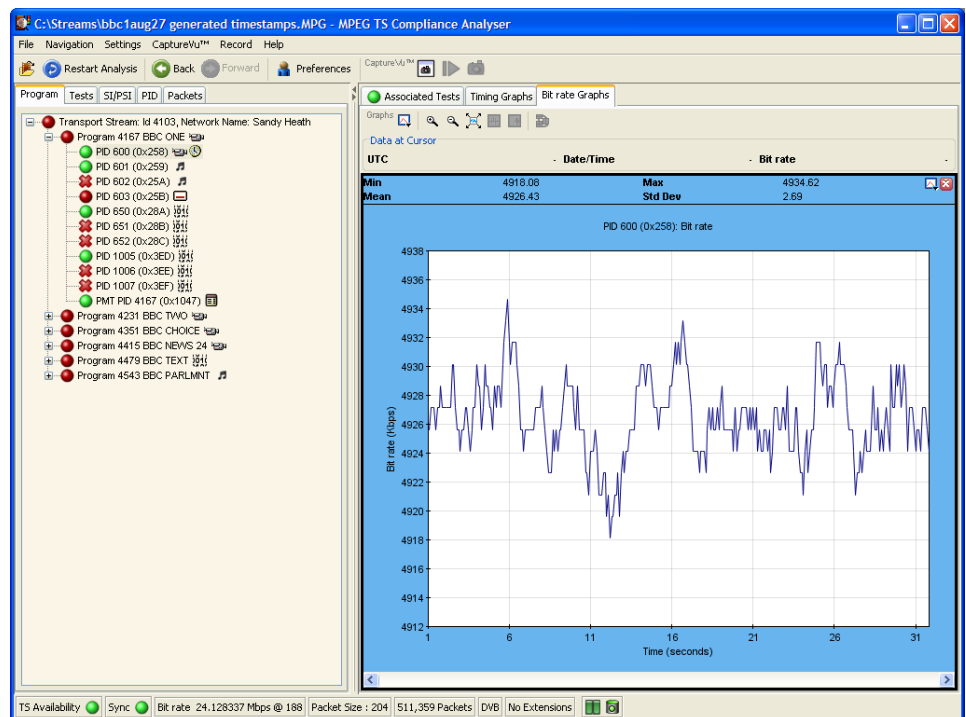 C:\Streams\bbc1aug27 generated timestamps.MPG - MPEG TS Compliance Analyser
File Navigation Settings CaptureVu™ Record Help
Restart Analysis Back Forward Preferences CaptureVu™
Program Tests SI/PSI PID Packets
Transport Stream: Id 4103, Network Name: Sandy Heath
Program 4167 BBC ONE
PID 600 (0x258)
PID 601 (0x259)
PID 602 (0x25A)
PID 603 (0x25B)
PID 650 (0x28A)
PID 651 (0x28B)
PID 652 (0x28C)
PID 1005 (0x3ED)
PID 1006 (0x3EE)
PID 1007 (0x3EF)
PMT PID 4167 (0x1047)
Program 4231 BBC TWO
Program 4351 BBC CHOICE
Program 4415 BBC NEWS 24
Program 4479 BBC TEXT
Program 4543 BBC PARLMNT
Associated Tests Timing Graphs Bit rate Graphs
Graphs
Data at Cursor
UTC - Date/Time - Bit rate -
Min 4918.08 Max 4934.62
Mean 4926.43 Std Dev 2.69
PID 600 (0x258): Bit rate
Bit rate (Kbps)
4938
4936
4934
4932
4930
4928
4926
4924
4922
4920
4918
4916
4914
4912
1 6 11 16 21 26 31
Time (seconds)
TS Availability Sync Bit rate 24.128337 Mbps @ 188 Packet Size : 204 511,359 Packets DVB No Extensions